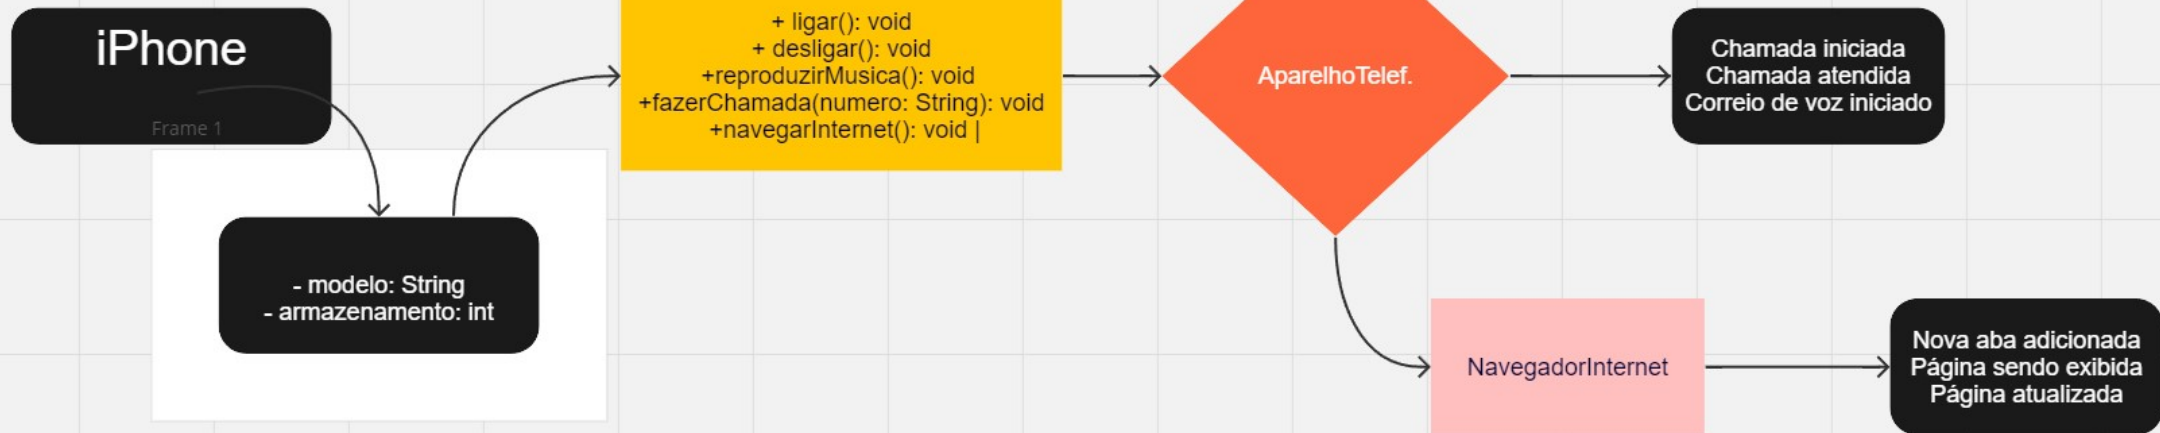 iPhone
Frame 1
- modelo: String
- armazenamento: int
+ ligar(): void
+ desligar(): void
+reproduzirMusica(): void
+fazerChamada(numero: String): void
+navegarInternet(): void |
AparelhoTelef.
Chamada iniciada
Chamada atendida
Correio de voz iniciado
NavegadorInternet
Nova aba adicionada
Página sendo exibida
Página atualizada